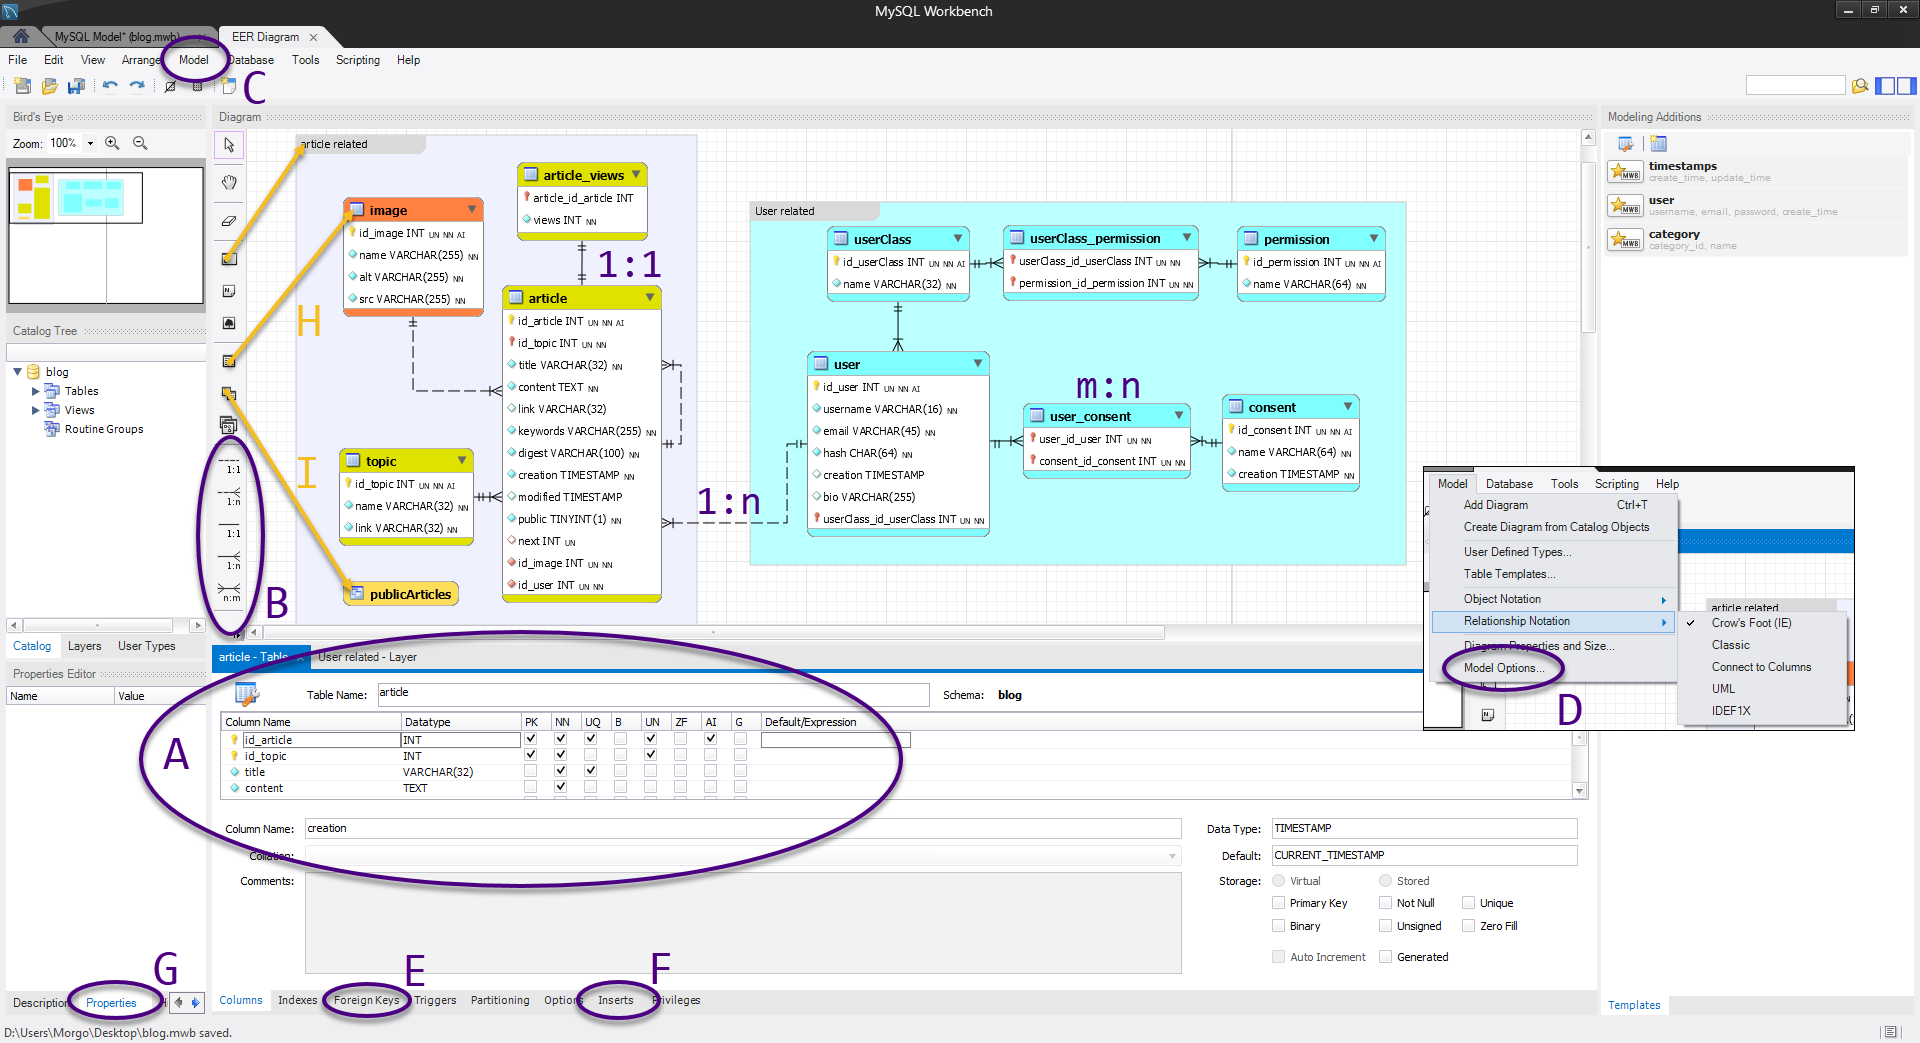 MySQL Workbench
MySQL Model* (blog.mwb)
EER Diagram
File Edit View Arrange Model Database Tools Scripting Help
C
Bird's Eye
Zoom: 100%
Catalog Tree
blog
Tables
Views
Routine Groups
Catalog Layers User Types
Properties Editor
Name Value
G
Description Properties H
D:\Users\Morgo\Desktop\blog.mwb saved.
Diagram
1:1
1:n
1:1
1:n
n:m
B
H
I
article related
image
id_image INT UN NN AI
name VARCHAR(255) NN
alt VARCHAR(255) NN
src VARCHAR(255) NN
article_views
article_id_article INT
views INT NN
1:1
article
id_article INT UN NN AI
id_topic INT UN NN
title VARCHAR(32) NN
content TEXT NN
link VARCHAR(32)
keywords VARCHAR(255) NN
digest VARCHAR(100) NN
creation TIMESTAMP NN
modified TIMESTAMP
public TINYINT(1) NN
next INT UN
id_image INT UN NN
id_user INT UN NN
topic
id_topic INT UN NN AI
name VARCHAR(32) NN
link VARCHAR(32) NN
publicArticles
1:n
User related
userClass
id_userClass INT UN NN AI
name VARCHAR(32) NN
userClass_permission
userClass_id_userClass INT UN NN
permission_id_permission INT UN NN
permission
id_permission INT UN NN AI
name VARCHAR(64) NN
user
id_user INT UN NN AI
username VARCHAR(16) NN
email VARCHAR(45) NN
hash CHAR(64) NN
creation TIMESTAMP
bio VARCHAR(255)
userClass_id_userClass INT UN NN
m:n
user_consent
user_id_user INT UN NN
consent_id_consent INT UN NN
consent
id_consent INT UN NN AI
name VARCHAR(64) NN
creation TIMESTAMP NN
Modeling Additions
timestamps
create_time, update_time
user
username, email, password, create_time
category
category_id, name
Templates
Model Database Tools Scripting Help
Add Diagram Ctrl+T
Create Diagram from Catalog Objects
User Defined Types...
Table Templates...
Object Notation
Relationship Notation
Diagram Properties and Size...
Model Options...
D
article related
Crow's Foot (IE)
Classic
Connect to Columns
UML
IDEF1X
article - Table
User related - Layer
Table Name: article Schema: blog
Column Name Datatype PK NN UQ B UN ZF AI G Default/Expression
id_article INT
id_topic INT
title VARCHAR(32)
content TEXT
A
Column Name: creation
Collation:
Comments:
Data Type: TIMESTAMP
Default: CURRENT_TIMESTAMP
Storage: Virtual Stored
Primary Key Not Null Unique
Binary Unsigned Zero Fill
Auto Increment Generated
E
F
Columns Indexes Foreign Keys Triggers Partitioning Options Inserts Privileges